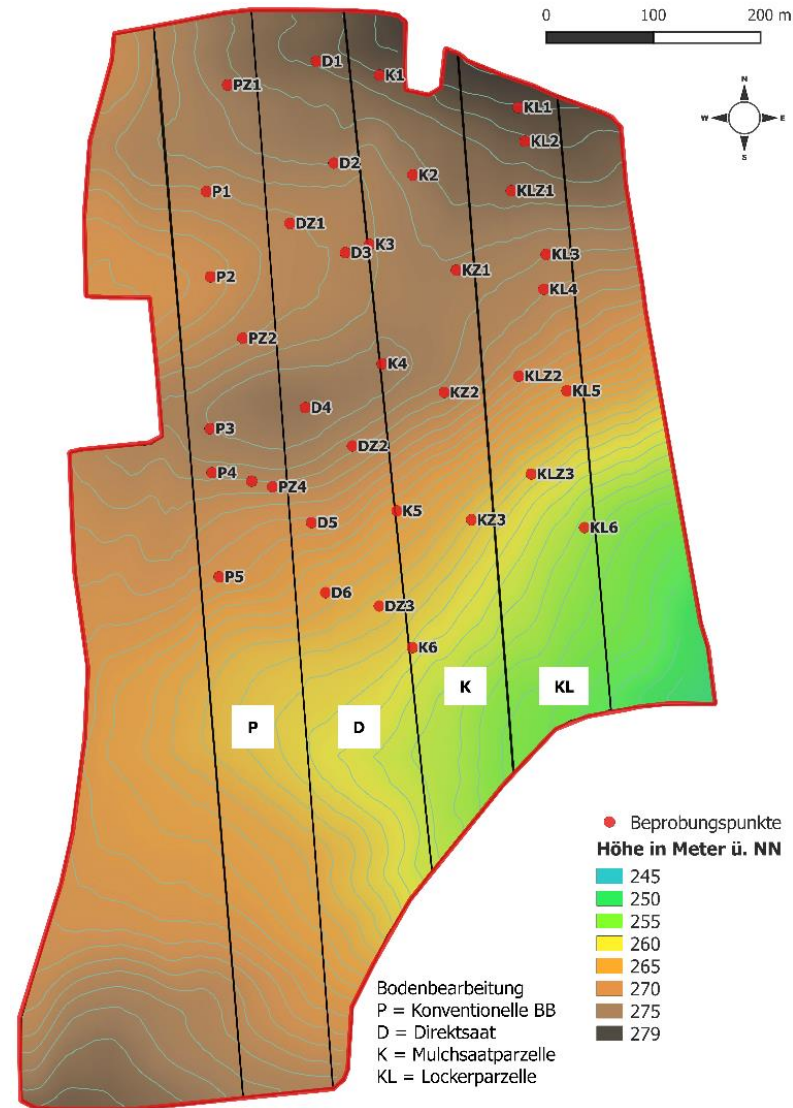 0 100 200 m
N
W E
S
D1
K1
PZ1
KL1
KL2
D2
K2
P1
KLZ1
DZ1
K3
D3
KL3
P2
KZ1
KL4
PZ2
K4
KLZ2
KZ2
KL5
D4
P3
DZ2
P4
KLZ3
PZ4
K5
KZ3
D5
KL6
P5
D6
DZ3
K6
K
KL
P
D
Beprobungspunkte
Höhe in Meter ü. NN
245
250
255
260
265
270
275
279
Bodenbearbeitung
P = Konventionelle BB
D = Direktsaat
K = Mulchsaatparzelle
KL = Lockerparzelle